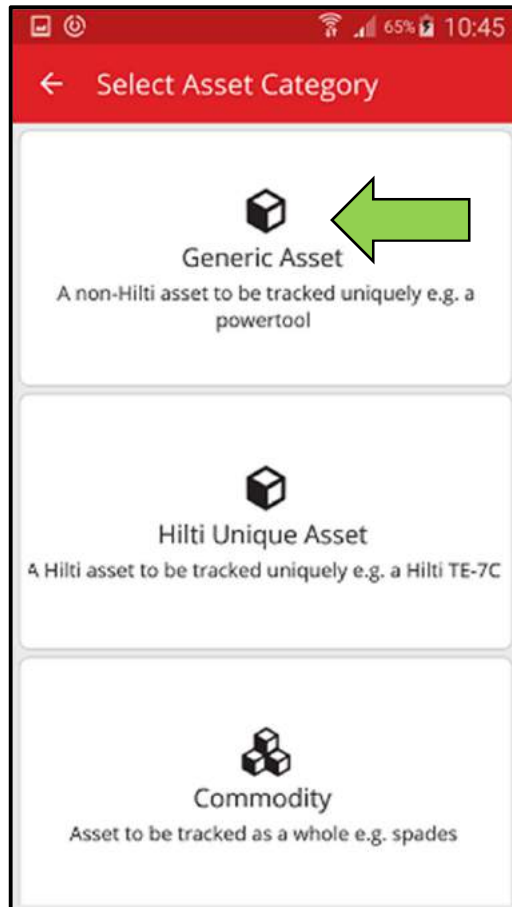 65% 10:45
← Select Asset Category
Generic Asset
A non-Hilti asset to be tracked uniquely e.g. a
powertool
Hilti Unique Asset
A Hilti asset to be tracked uniquely e.g. a Hilti TE-7C
Commodity
Asset to be tracked as a whole e.g. spades